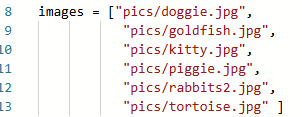 8 images = ["pics/doggie.jpg",
9 "pics/goldfish.jpg",
10 "pics/kitty.jpg",
11 "pics/piggie.jpg",
12 "pics/rabbits2.jpg",
13 "pics/tortoise.jpg" ]